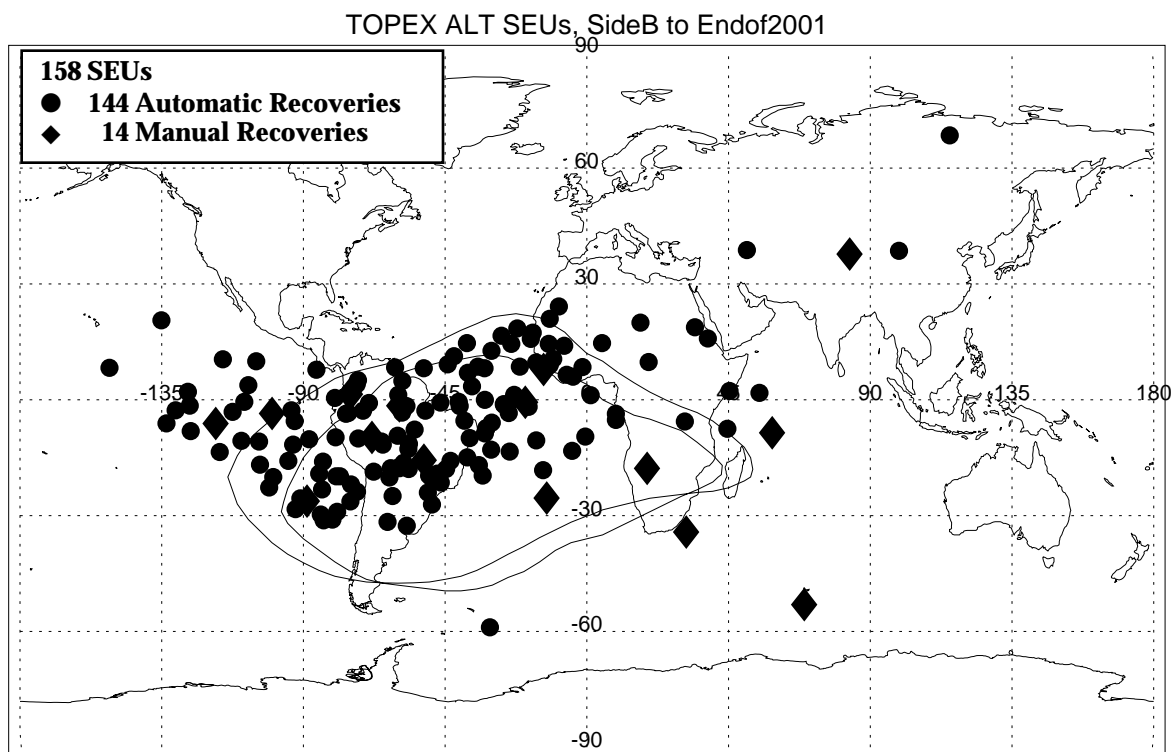 TOPEX ALT SEUs, SideB to Endof2001
90
158 SEUs
144 Automatic Recoveries
14 Manual Recoveries
60
30
-135 -90 -45 45 90 135 180
-30
-60
-90